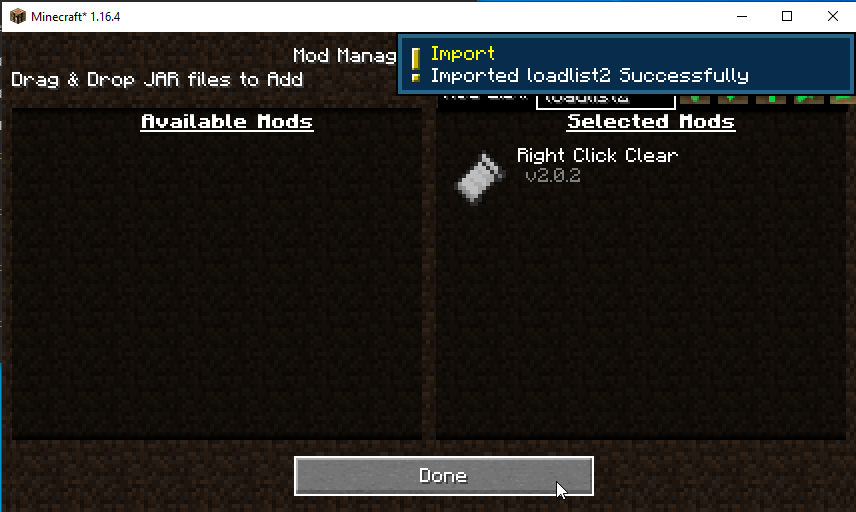 Minecraft* 1.16.4
Import
Imported loadlist2 Successfully
Mod Manag
Drag & Drop JAR files to Add
loadlist2
Available Mods
Selected Mods
Right Click Clear
v2.0.2
Done